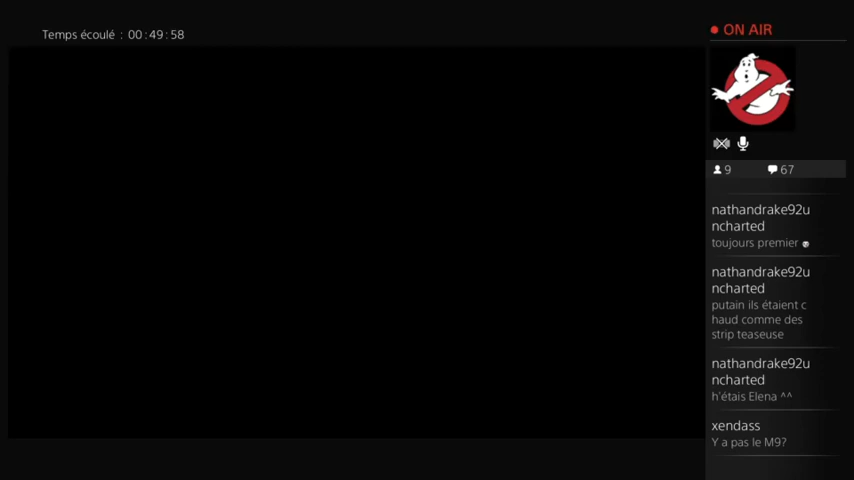 Temps écoulé : 00:49:58
ON AIR
9 67
nathandrake92u
ncharted
toujours premier
nathandrake92u
ncharted
putain ils étaient c
haud comme des
strip teaseuse
nathandrake92u
ncharted
h'étais Elena ^^
xendass
Y a pas le M9?